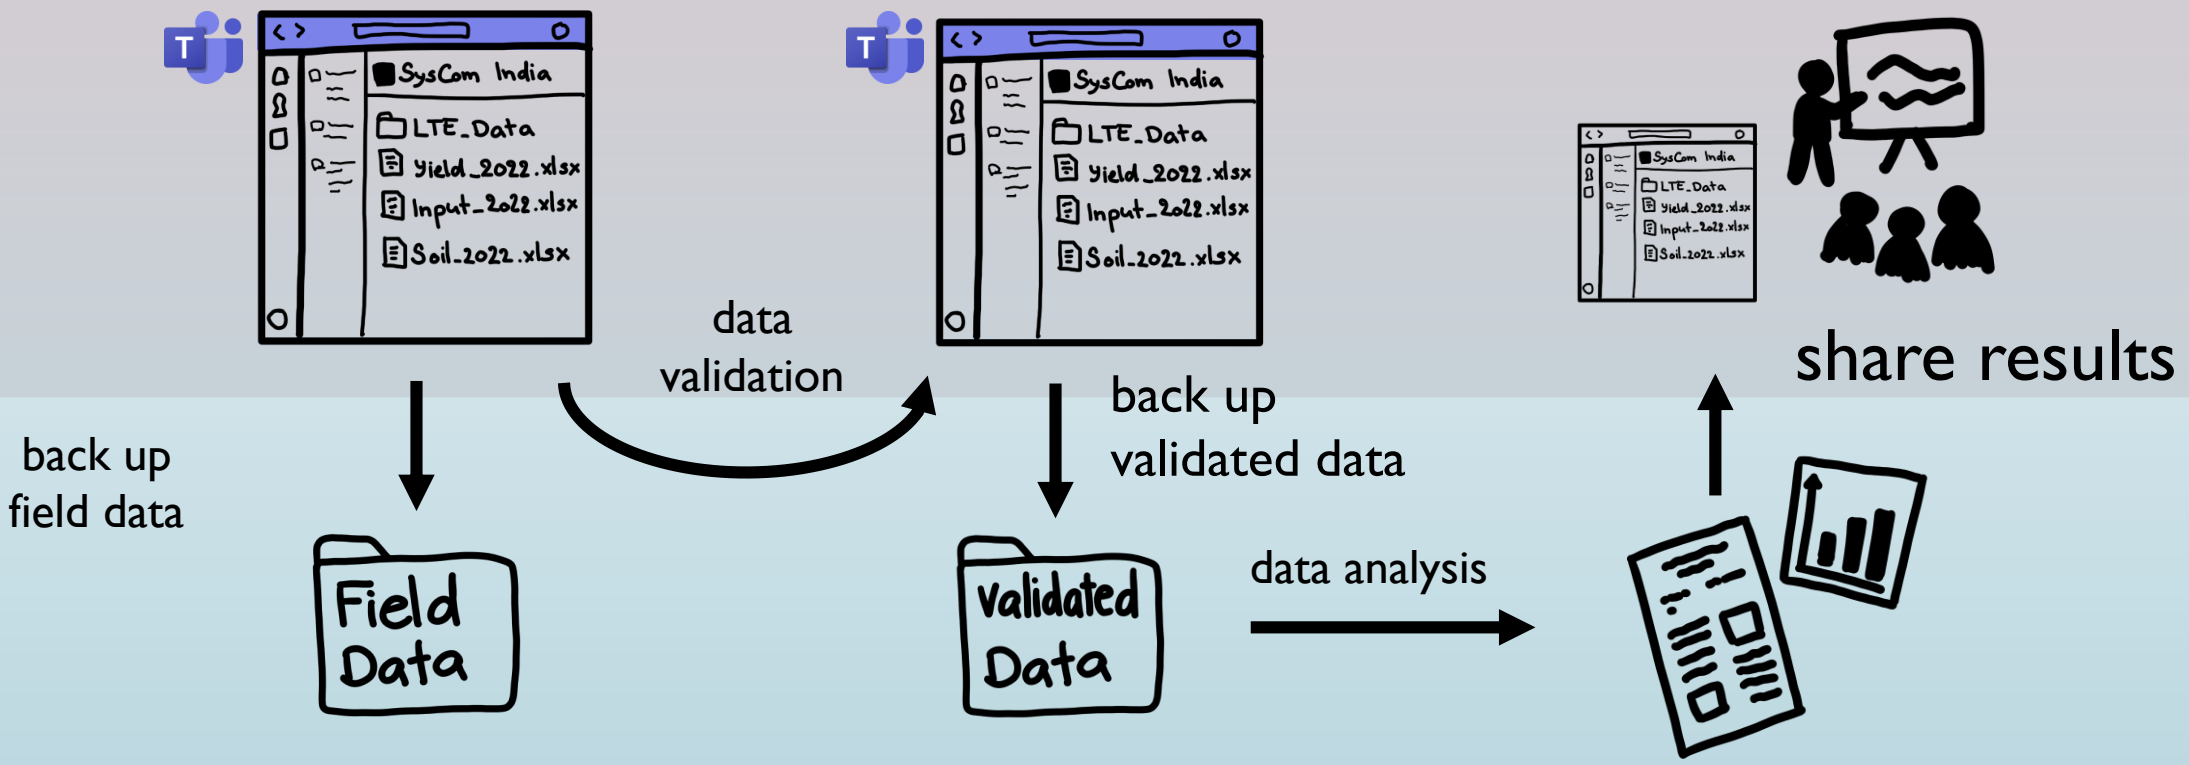 T
SysCom India
LTE_Data
Yield_2022.xlsx
Input_2022.xlsx
Soil_2022.xlsx
data
validation
T
SysCom India
LTE_Data
Yield_2022.xlsx
Input_2022.xlsx
Soil_2022.xlsx
SysCom India
LTE_Data
Yield_2022.xlsx
Input_2022.xlsx
Soil_2022.xlsx
share results
back up
field data
back up
validated data
Field
Data
Validated
Data
data analysis